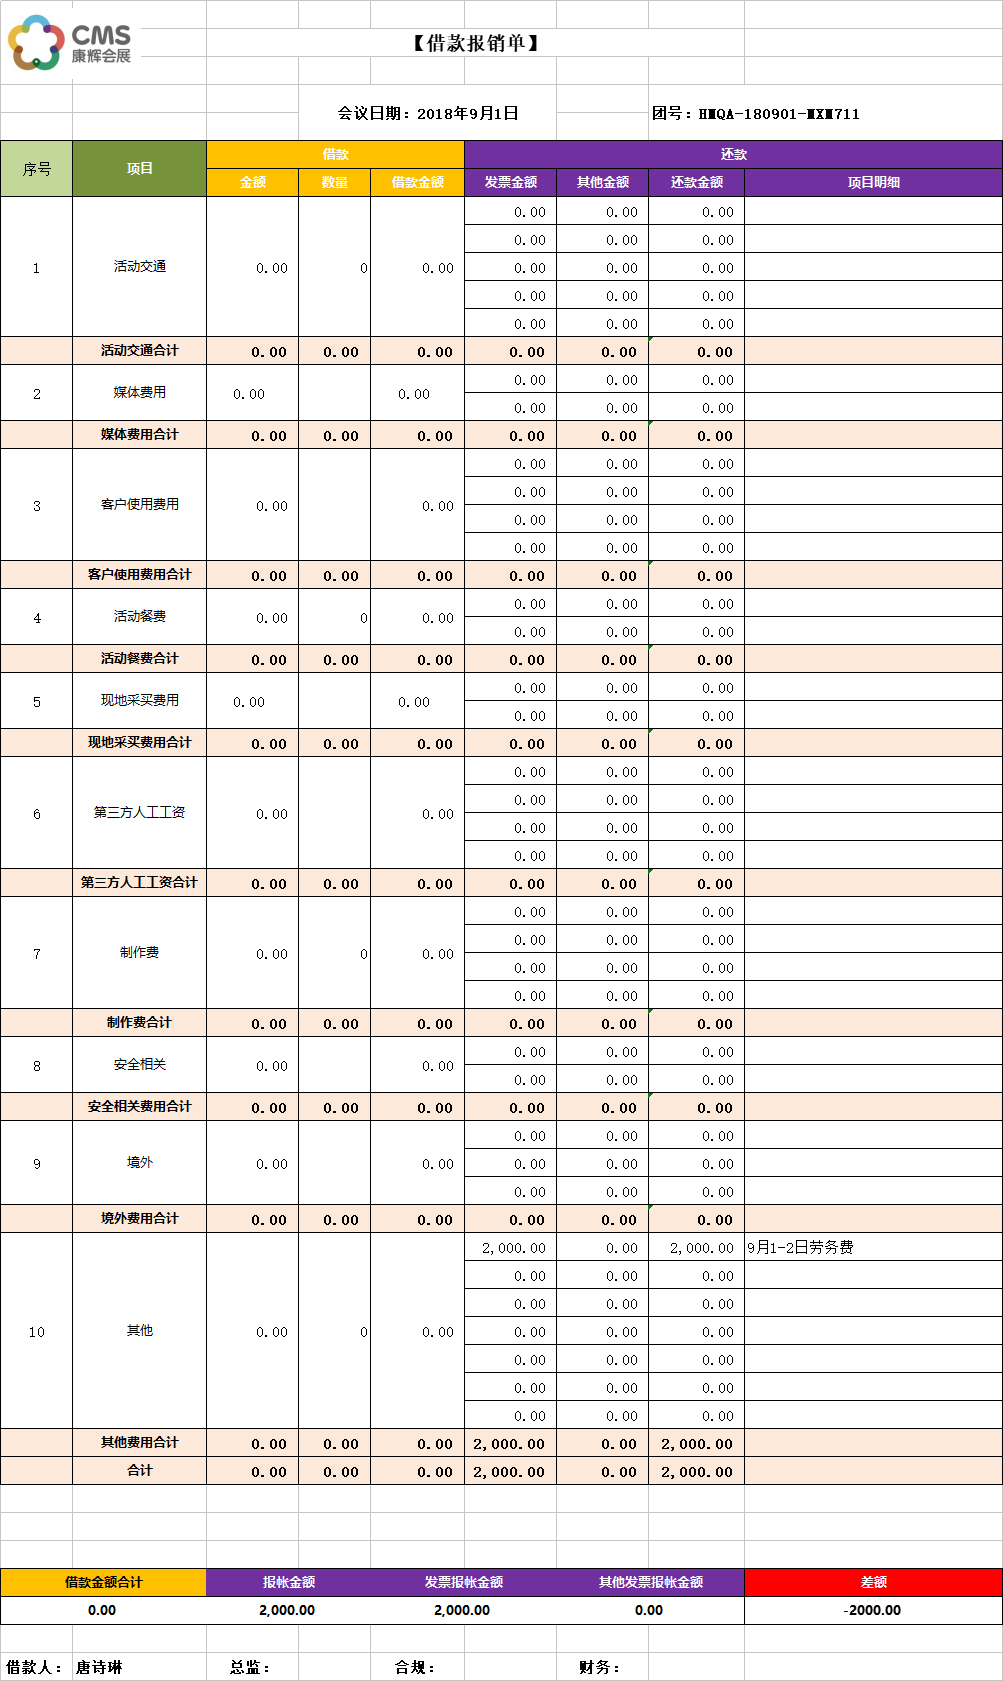 CMS
康辉会展
【借款报销单】
会议日期：2018年9月1日 团号：HMQA-180901-MXM711
序号 项目 借款 还款
金额 数量 借款金额 发票金额 其他金额 还款金额 项目明细
0.00 0.00 0.00
0.00 0.00 0.00
1 活动交通 0.00 0 0.00 0.00 0.00 0.00
0.00 0.00 0.00
0.00 0.00 0.00
活动交通合计 0.00 0.00 0.00 0.00 0.00 0.00
2 媒体费用 0.00 0.00 0.00 0.00 0.00
0.00 0.00 0.00
媒体费用合计 0.00 0.00 0.00 0.00 0.00 0.00
0.00 0.00 0.00
3 客户使用费用 0.00 0.00 0.00 0.00 0.00
0.00 0.00 0.00
0.00 0.00 0.00
客户使用费用合计 0.00 0.00 0.00 0.00 0.00 0.00
4 活动餐费 0.00 0 0.00 0.00 0.00 0.00
0.00 0.00 0.00
活动餐费合计 0.00 0.00 0.00 0.00 0.00 0.00
5 现地采买费用 0.00 0.00 0.00 0.00 0.00
0.00 0.00 0.00
现地采买费用合计 0.00 0.00 0.00 0.00 0.00 0.00
0.00 0.00 0.00
6 第三方人工工资 0.00 0.00 0.00 0.00 0.00
0.00 0.00 0.00
0.00 0.00 0.00
第三方人工工资合计 0.00 0.00 0.00 0.00 0.00 0.00
0.00 0.00 0.00
7 制作费 0.00 0 0.00 0.00 0.00 0.00
0.00 0.00 0.00
0.00 0.00 0.00
制作费合计 0.00 0.00 0.00 0.00 0.00 0.00
8 安全相关 0.00 0.00 0.00 0.00 0.00
0.00 0.00 0.00
安全相关费用合计 0.00 0.00 0.00 0.00 0.00 0.00
0.00 0.00 0.00
9 境外 0.00 0.00 0.00 0.00 0.00
0.00 0.00 0.00
境外费用合计 0.00 0.00 0.00 0.00 0.00 0.00
2,000.00 0.00 2,000.00 9月1-2日劳务费
0.00 0.00 0.00
0.00 0.00 0.00
10 其他 0.00 0 0.00 0.00 0.00 0.00
0.00 0.00 0.00
0.00 0.00 0.00
0.00 0.00 0.00
其他费用合计 0.00 0.00 0.00 2,000.00 0.00 2,000.00
合计 0.00 0.00 0.00 2,000.00 0.00 2,000.00
借款金额合计 报帐金额 发票报帐金额 其他发票报帐金额 差额
0.00 2,000.00 2,000.00 0.00 -2000.00
借款人： 唐诗琳 总监： 合规： 财务：